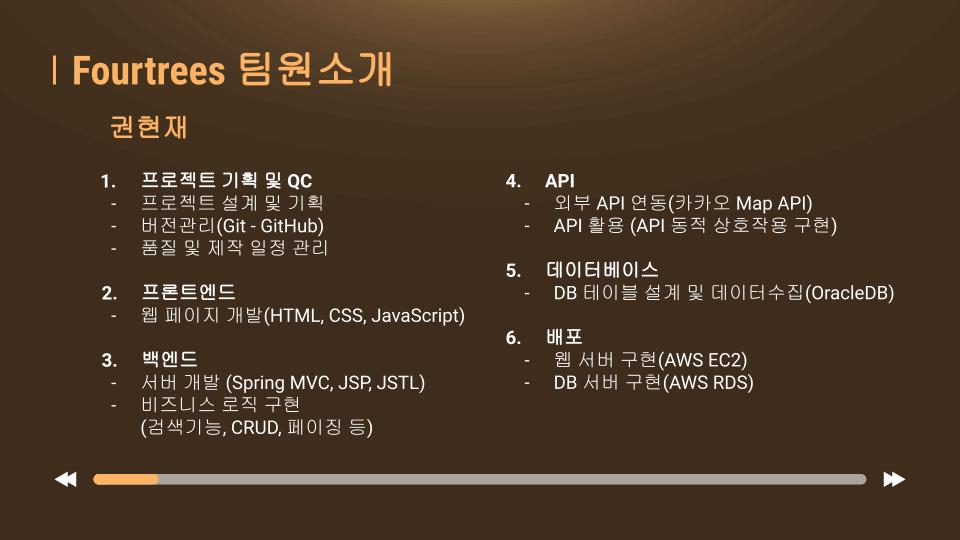 Fourtrees 팀원소개
권현재
1. 프로젝트 기획 및 QC
- 프로젝트 설계 및 기획
- 버전관리(Git - GitHub)
- 품질 및 제작 일정 관리
2. 프론트엔드
- 웹 페이지 개발(HTML, CSS, JavaScript)
3. 백엔드
- 서버 개발 (Spring MVC, JSP, JSTL)
- 비즈니스 로직 구현
(검색기능, CRUD, 페이징 등)
4. API
- 외부 API 연동(카카오 Map API)
- API 활용 (API 동적 상호작용 구현)
5. 데이터베이스
- DB 테이블 설계 및 데이터수집(OracleDB)
6. 배포
- 웹 서버 구현(AWS EC2)
- DB 서버 구현(AWS RDS)